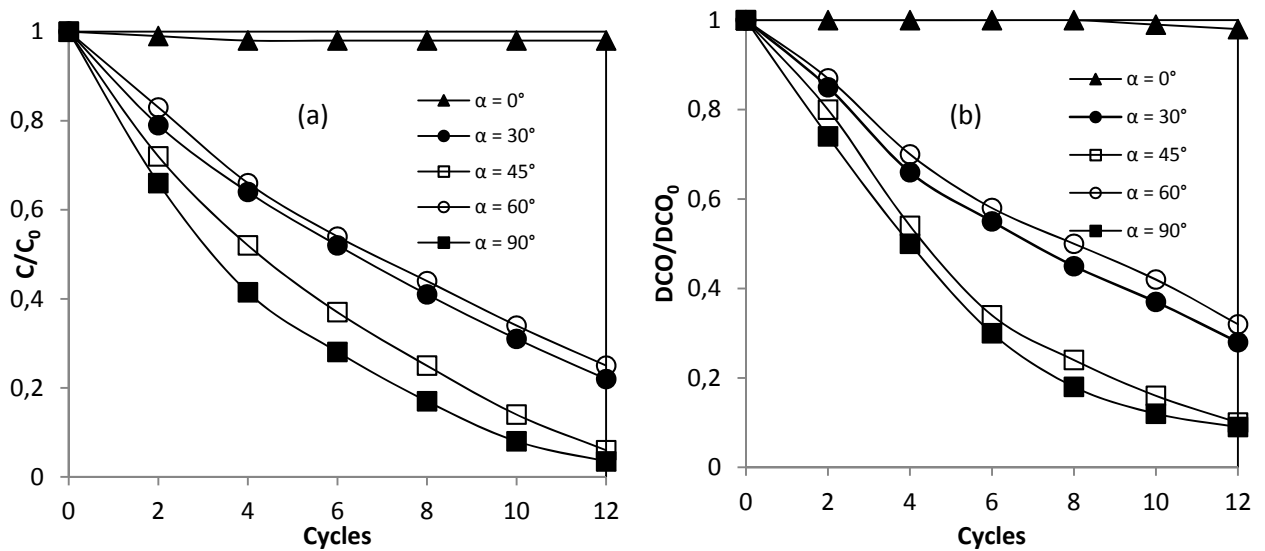 (a)
α = 0°
α = 30°
α = 45°
α = 60°
α = 90°
C/C0
1
0,8
0,6
0,4
0,2
0
0 2 4 6 8 10 12
Cycles
(b)
α = 0°
α = 30°
α = 45°
α = 60°
α = 90°
DCO/DCO0
1
0,8
0,6
0,4
0,2
0
0 2 4 6 8 10 12
Cycles